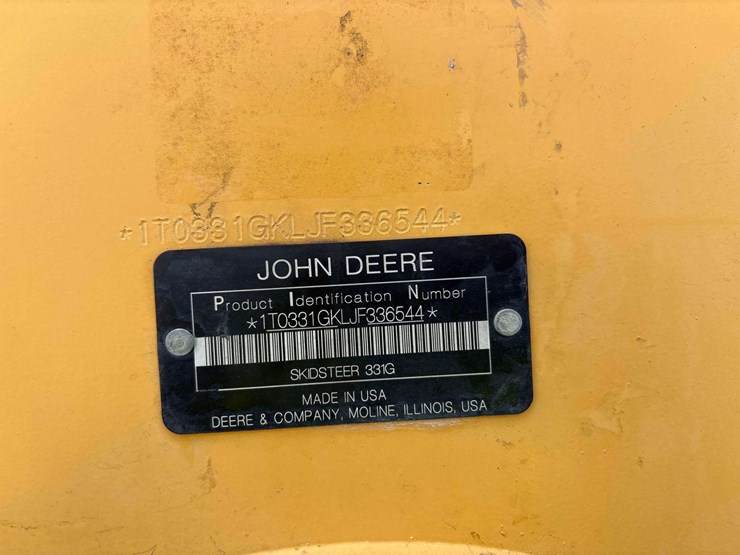 *1T0331GKLJF336544*
JOHN DEERE
Product Identification Number
*1T0331GKLJF336544*
SKIDSTEER 331G
MADE IN USA
DEERE & COMPANY, MOLINE, ILLINOIS, USA